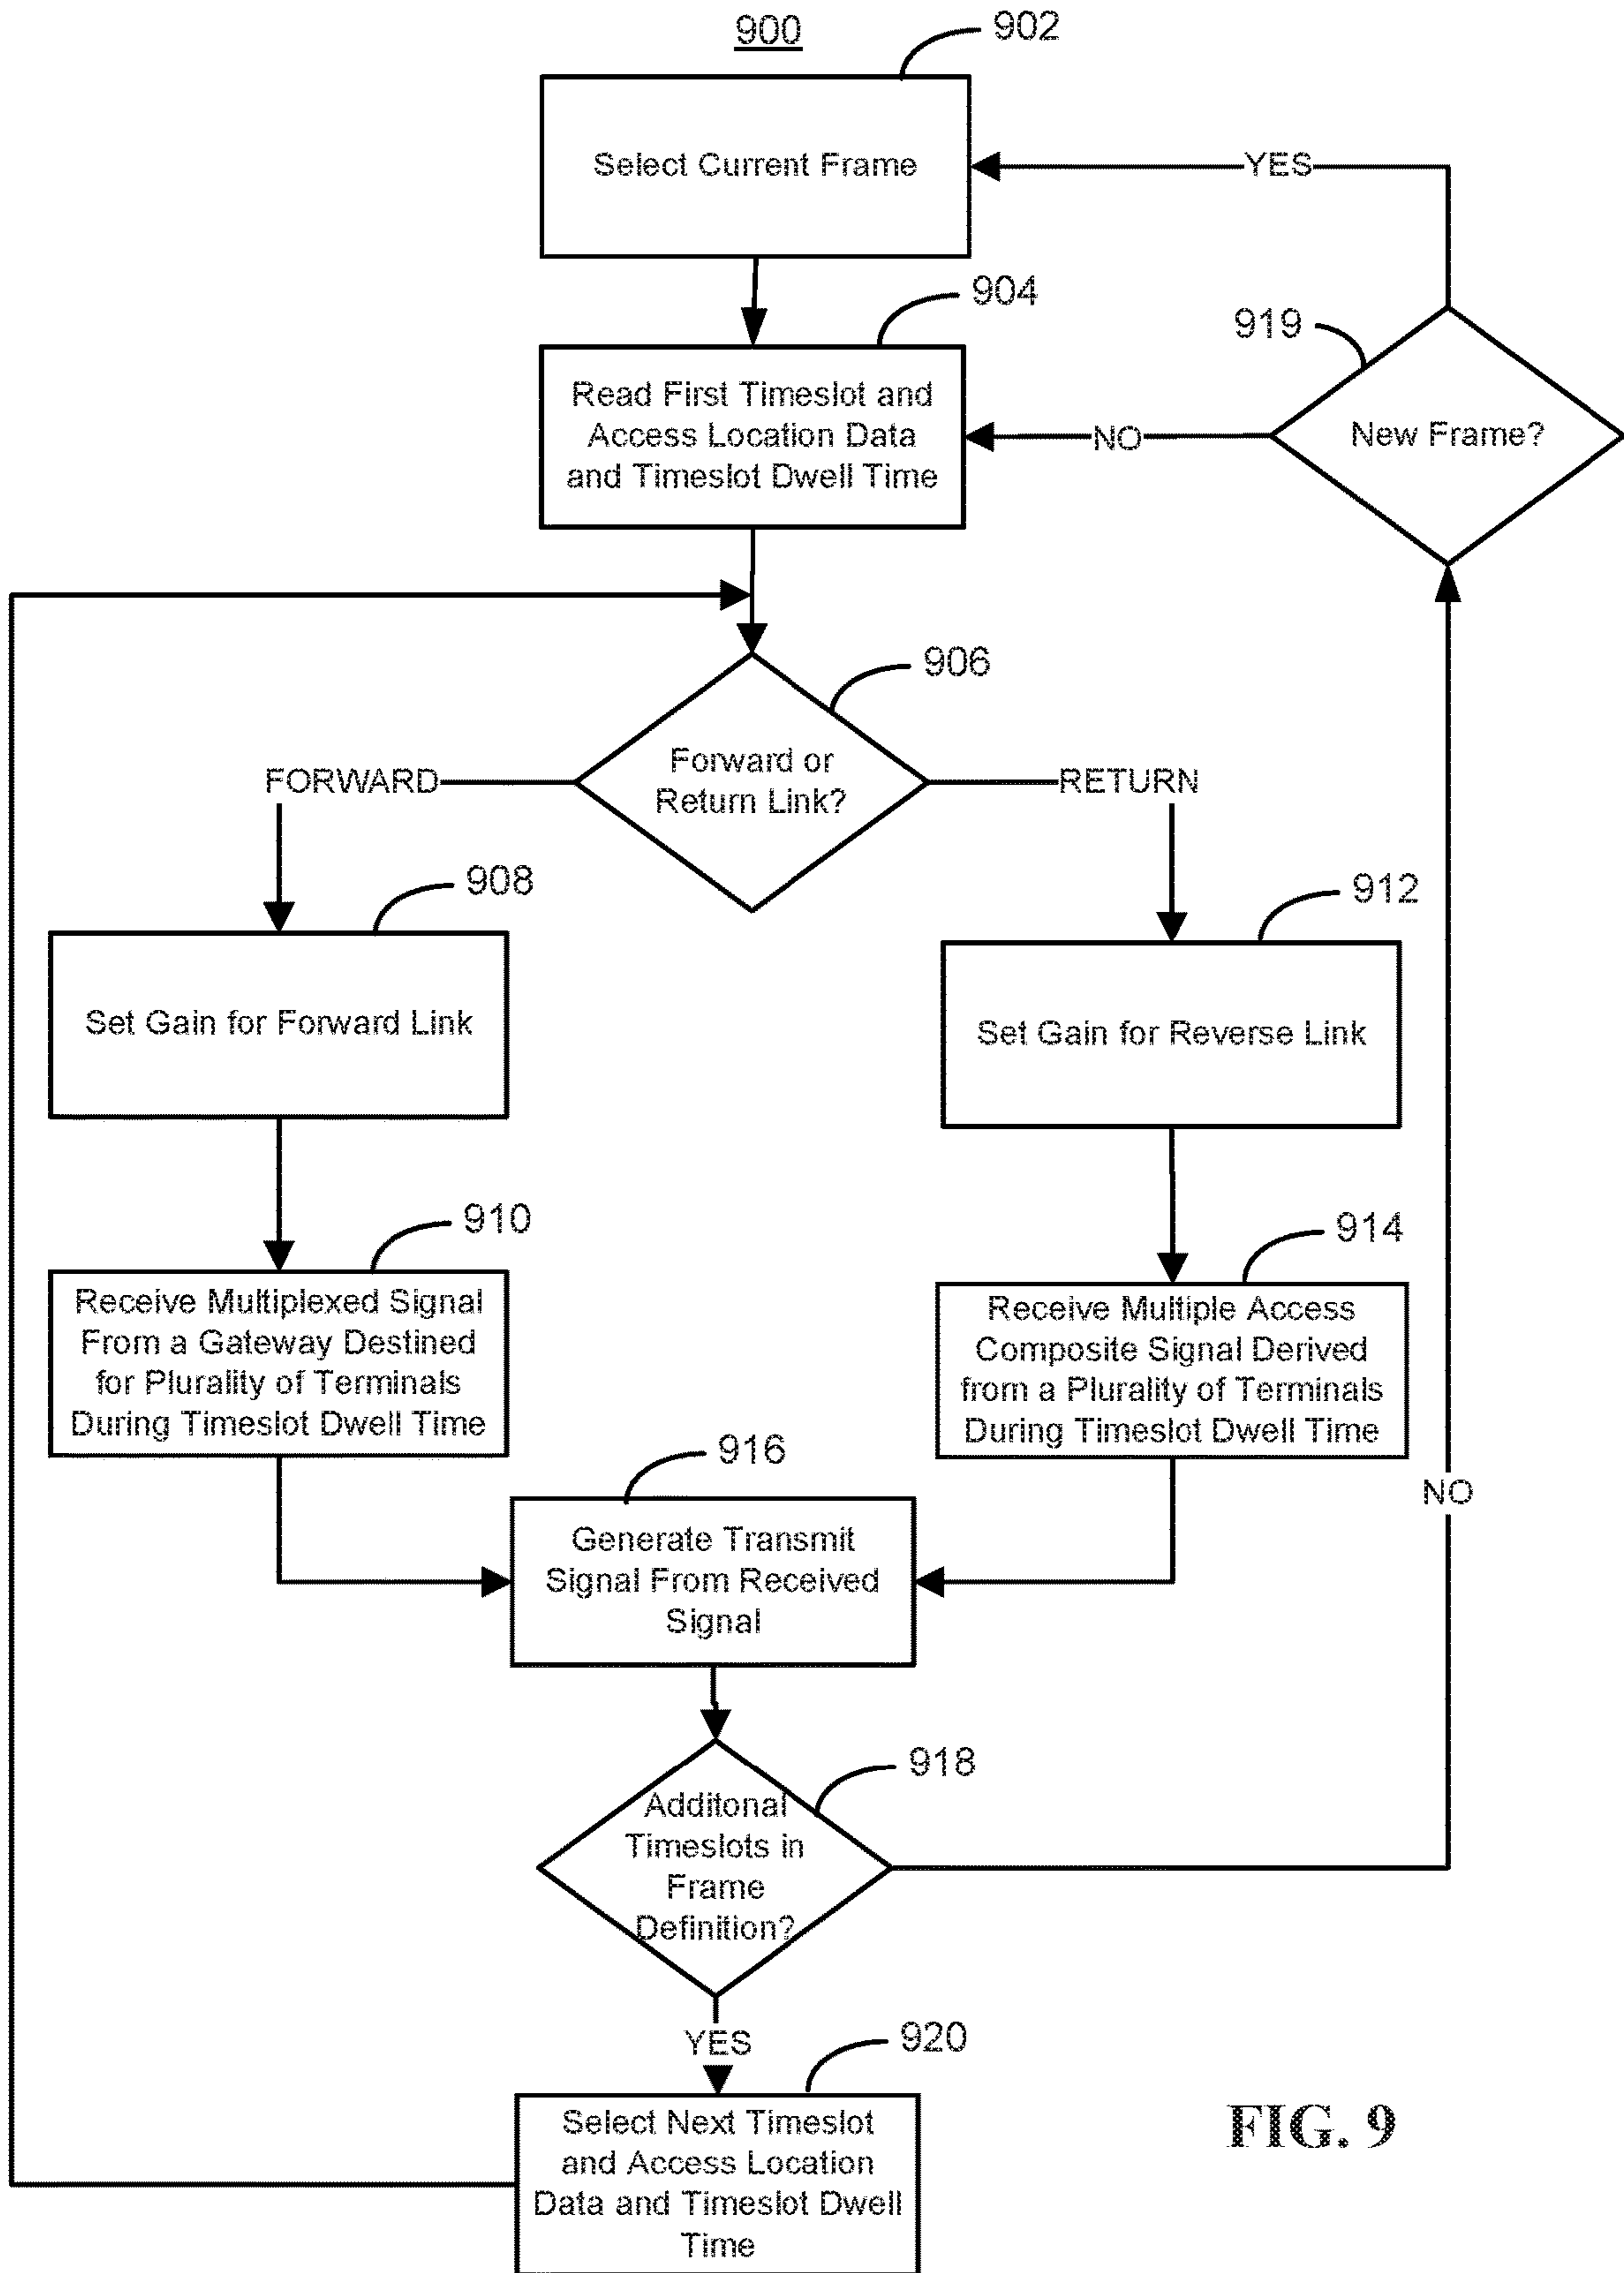 900
902
Select Current Frame
YES
904
919
Read First Timeslot and
Access Location Data
and Timeslot Dwell Time
NO
New Frame?
906
Forward or
Return Link?
FORWARD
RETURN
908
912
Set Gain for Forward Link
Set Gain for Reverse Link
910
914
Receive Multiplexed Signal
From a Gateway Destined
for Plurality of Terminals
During Timeslot Dwell Time
Receive Multiple Access
Composite Signal Derived
from a Plurality of Terminals
During Timeslot Dwell Time
916
NO
Generate Transmit
Signal From Received
Signal
918
Additonal
Timeslots in
Frame
Definition?
YES
920
Select Next Timeslot
and Access Location
Data and Timeslot Dwell
Time
FIG. 9